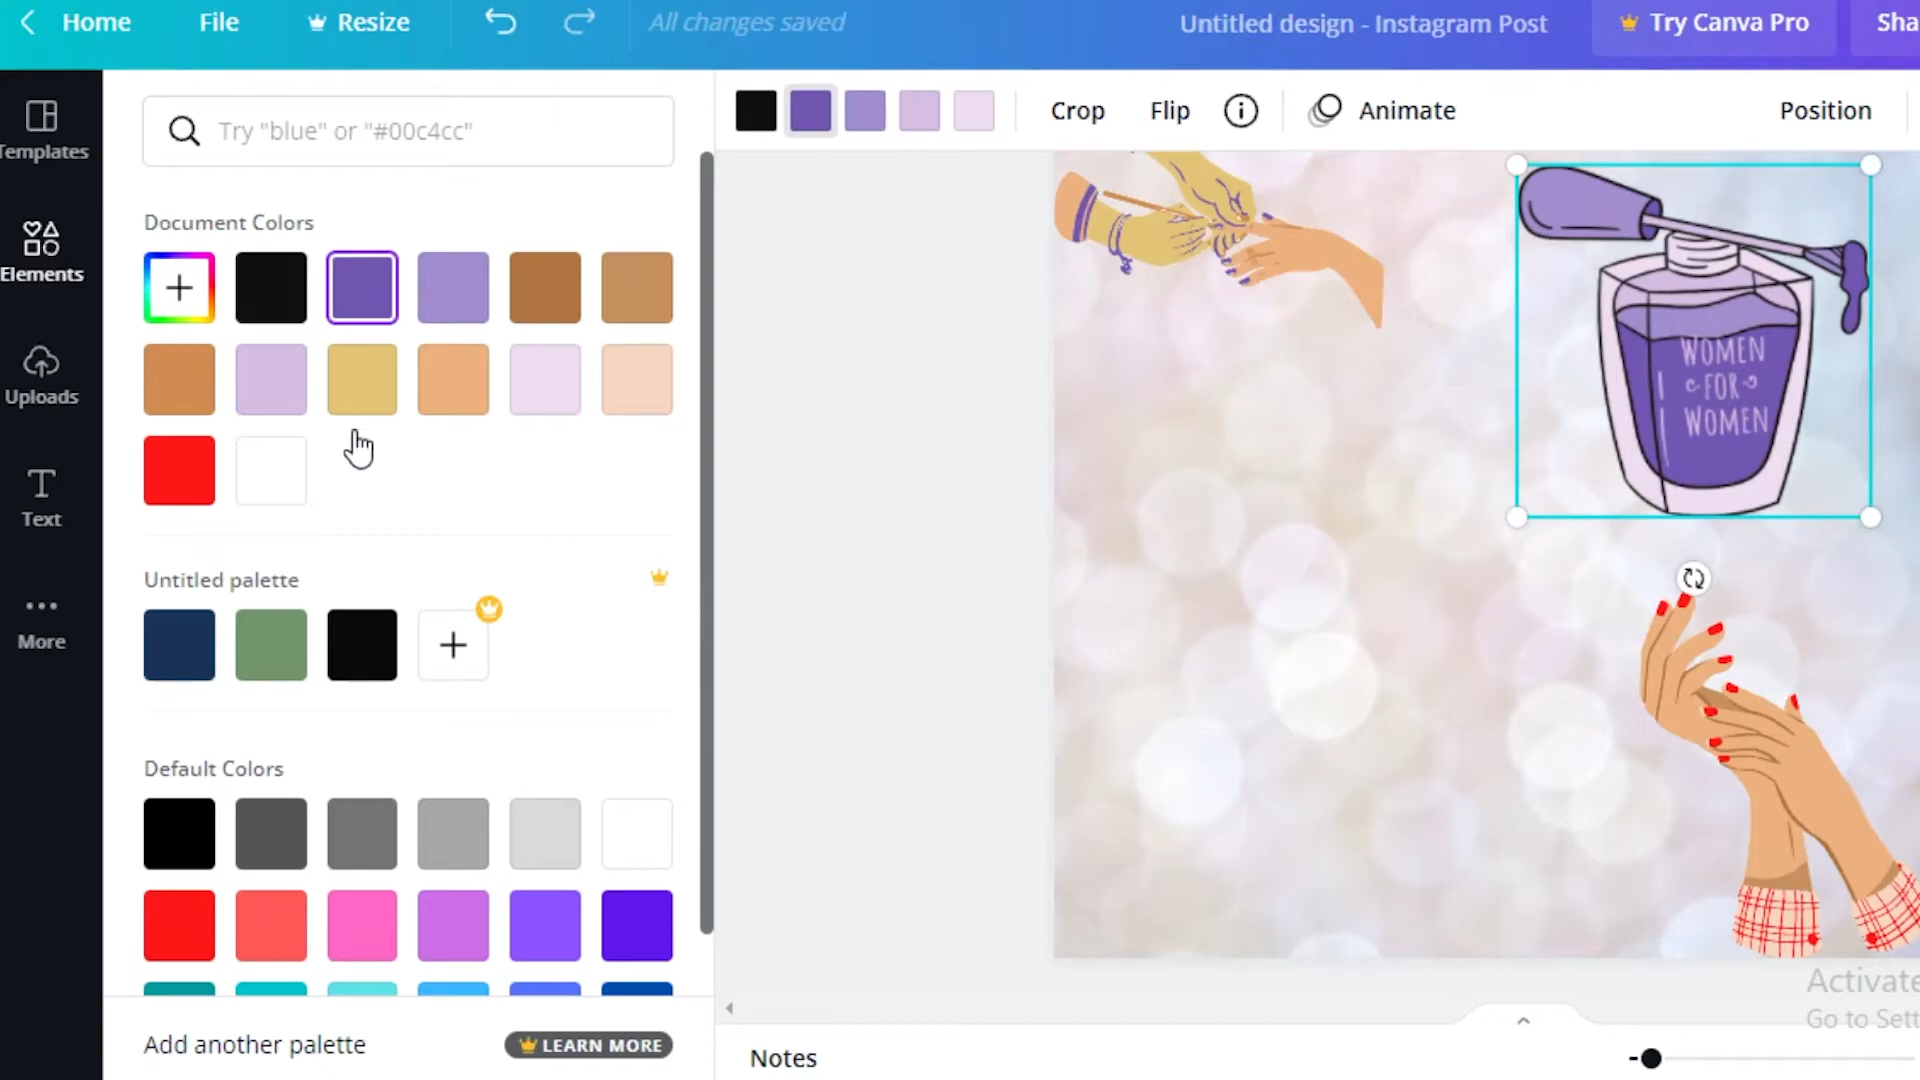 Home File Resize All changes saved Untitled design - Instagram Post Try Canva Pro Sha
Templates
Elements
Uploads
Text
More
Try "blue" or "#00c4cc"
Document Colors
Untitled palette
Default Colors
Add another palette LEARN MORE
Crop Flip Animate Position
WOMEN
FOR
WOMEN
Activate
Go to Sett
Notes